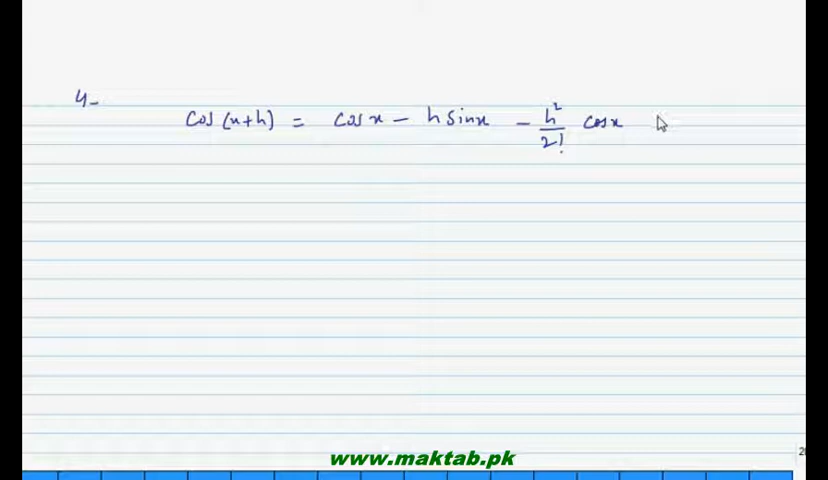 4-
cos (x+h) = cos x - h sin x - h²/2! cos x
www.maktab.pk